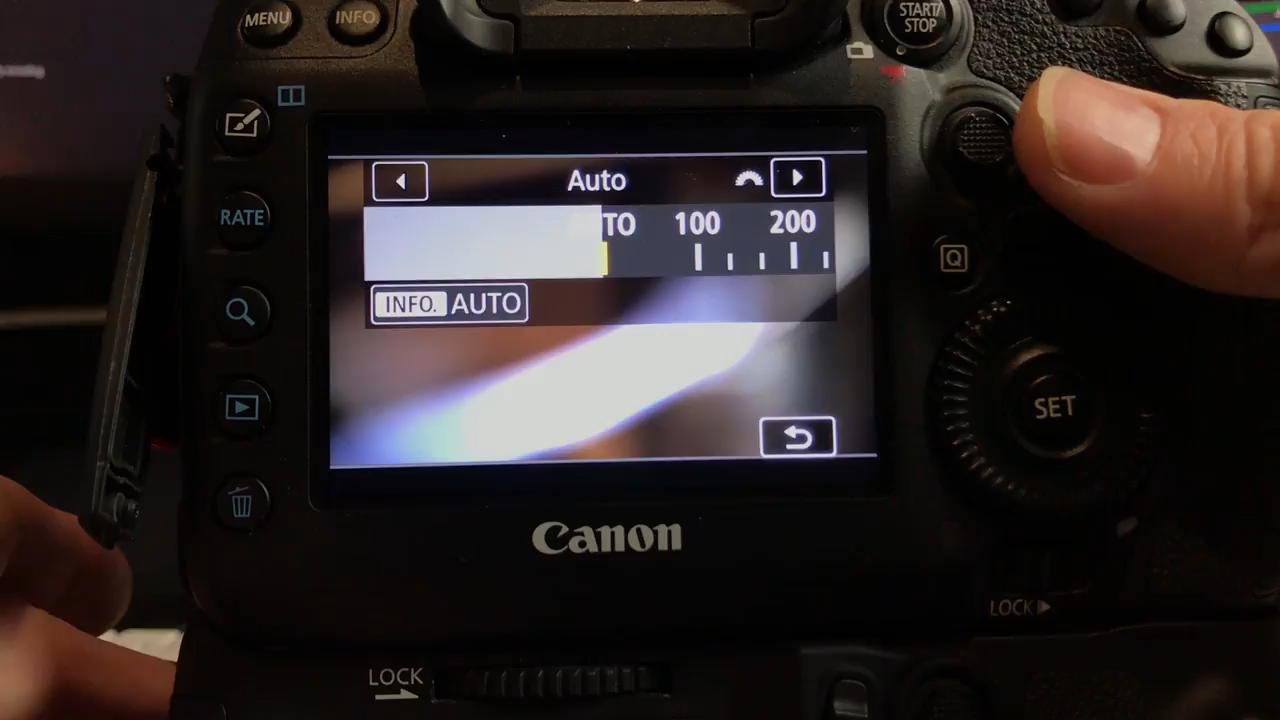 MENU INFO.
START/
STOP
RATE
Auto
TO 100 200
INFO. AUTO
Q
SET
Canon
LOCK
LOCK